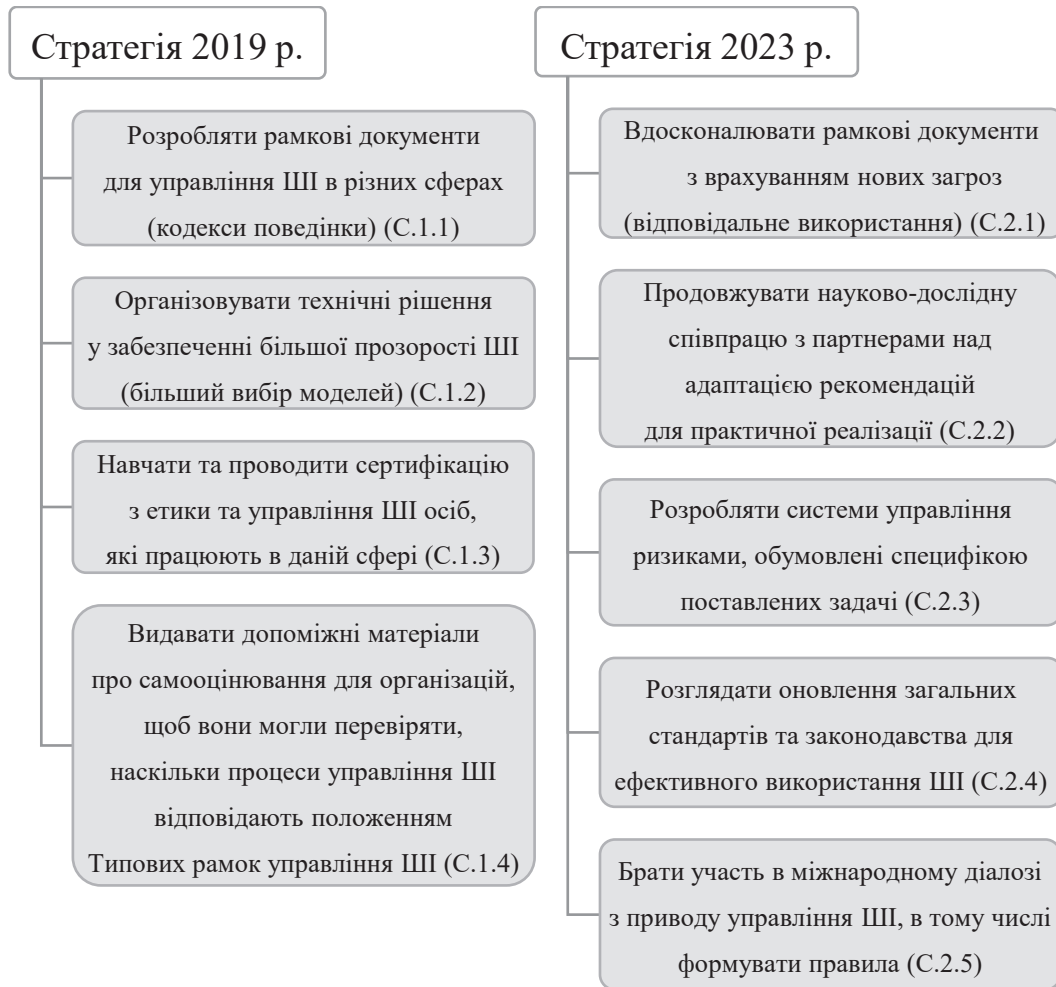 Стратегія 2019 р.
Розробляти рамкові документи
для управління ШІ в різних сферах
(кодекси поведінки) (С.1.1)
Організовувати технічні рішення
у забезпеченні більшої прозорості ШІ
(більший вибір моделей) (С.1.2)
Навчати та проводити сертифікацію
з етики та управління ШІ осіб,
які працюють в даній сфері (С.1.3)
Видавати допоміжні матеріали
про самооцінювання для організацій,
щоб вони могли перевіряти,
наскільки процеси управління ШІ
відповідають положенням
Типових рамок управління ШІ (С.1.4)
Стратегія 2023 р.
Вдосконалювати рамкові документи
з врахуванням нових загроз
(відповідальне використання) (С.2.1)
Продовжувати науково-дослідну
співпрацю з партнерами над
адаптацією рекомендацій
для практичної реалізації (С.2.2)
Розробляти системи управління
ризиками, обумовлені специфікою
поставлених задачі (С.2.3)
Розглядати оновлення загальних
стандартів та законодавства для
ефективного використання ШІ (С.2.4)
Брати участь в міжнародному діалозі
з приводу управління ШІ, в тому числі
формувати правила (С.2.5)